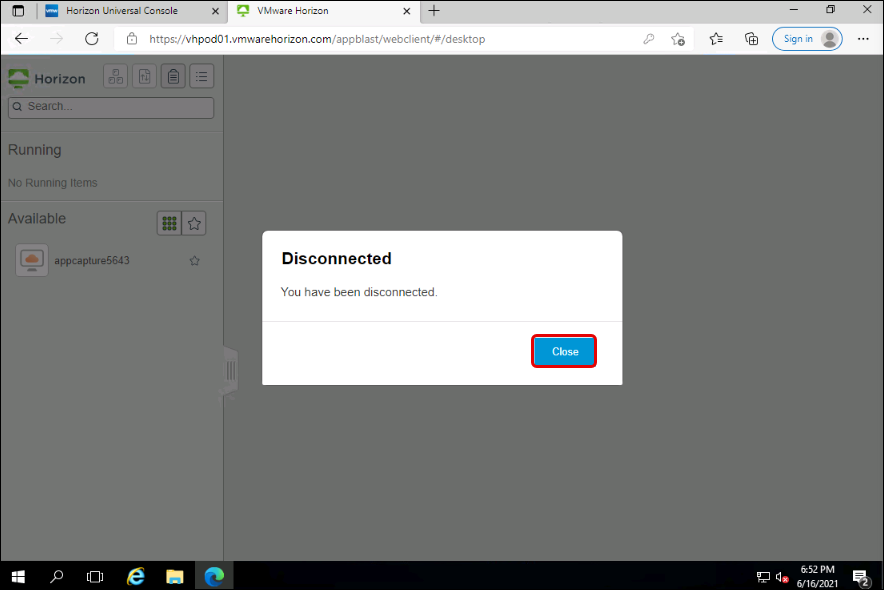 Horizon Universal Console
VMware Horizon
https://vhpod01.vmwarehorizon.com/appblast/webclient/#/desktop
Sign in
Horizon
Search...
Running
No Running Items
Available
appcapture5643
Disconnected
You have been disconnected.
Close
6:52 PM
6/16/2021
2